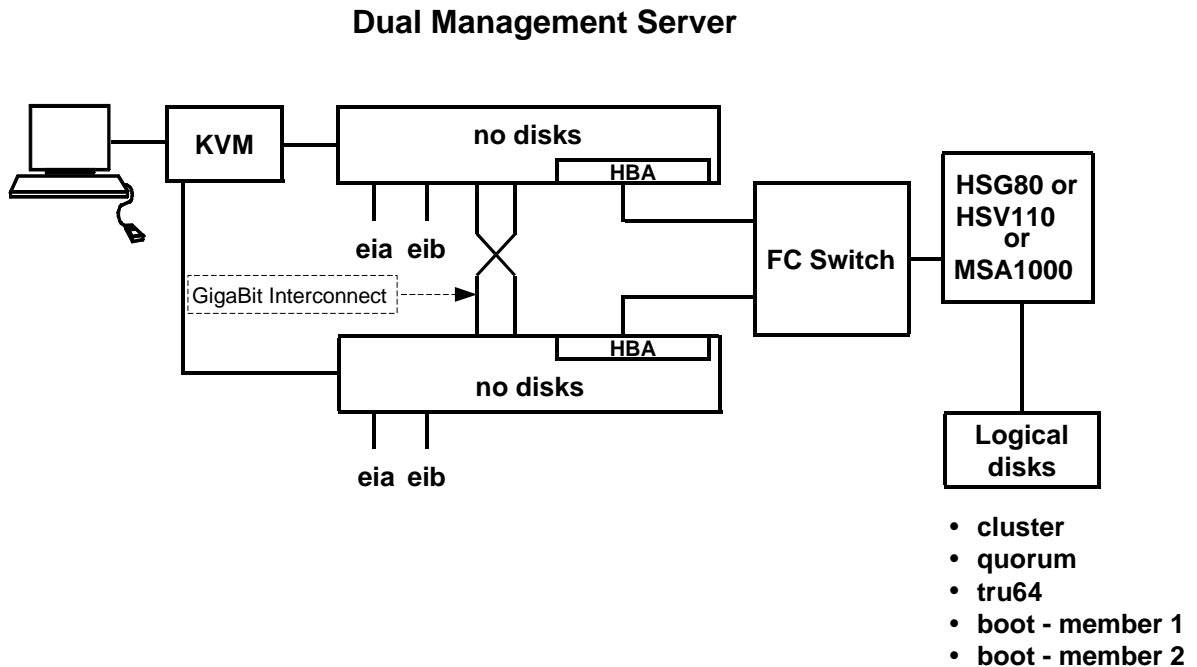 Dual Management Server
KVM
no disks
HBA
eia eib
GigaBit Interconnect
HBA
no disks
eia eib
FC Switch
HSG80 or
HSV110
or
MSA1000
Logical
disks
• cluster
• quorum
• tru64
• boot - member 1
• boot - member 2